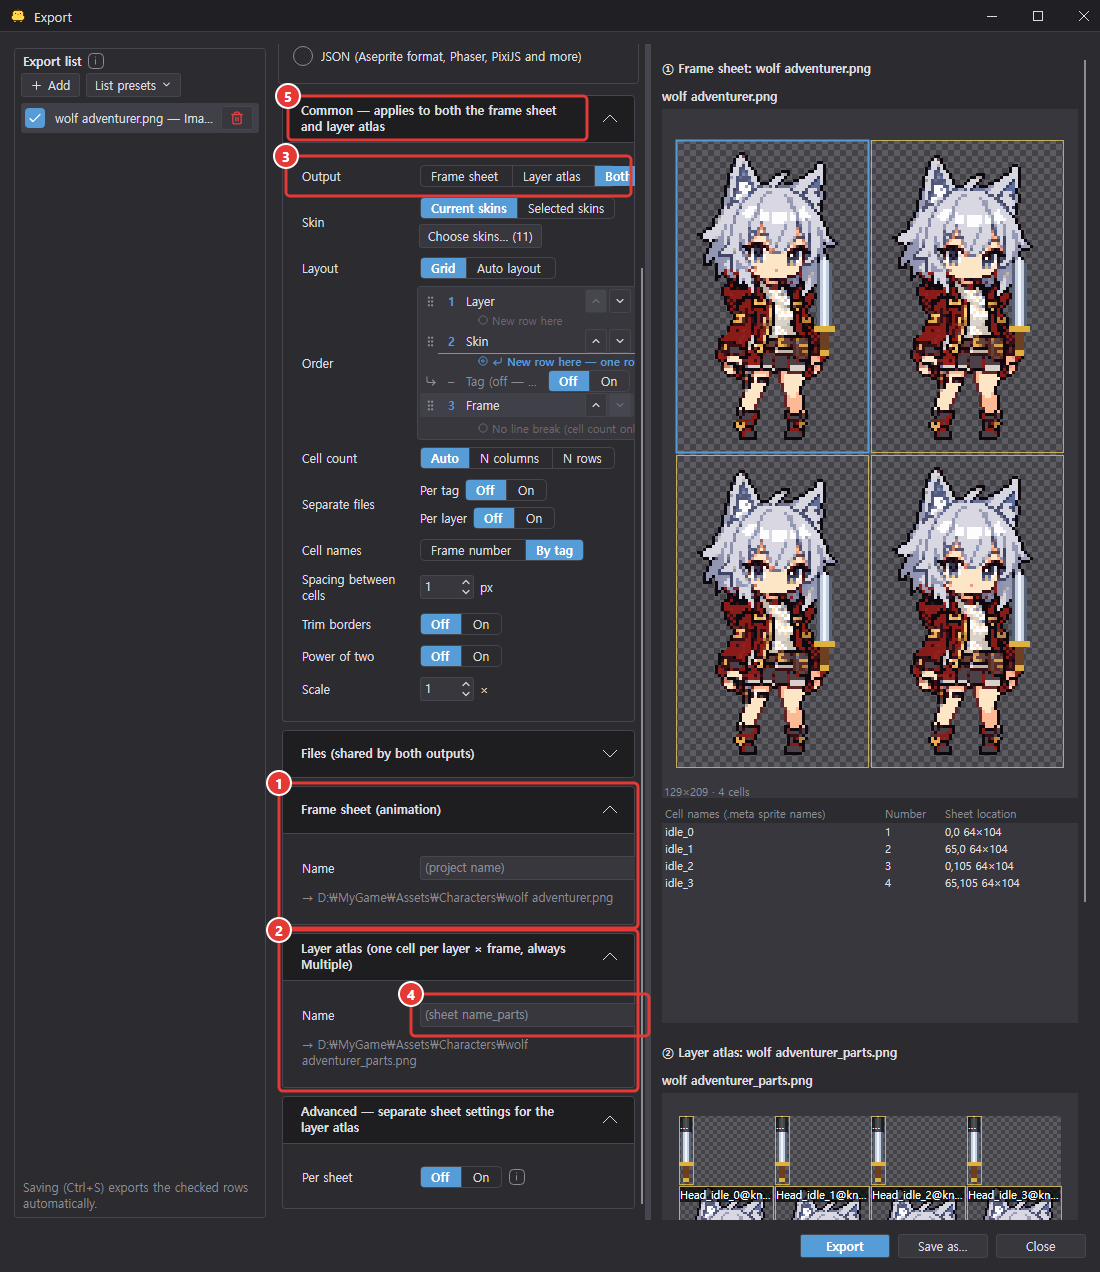 Export
Export list
i
+ Add
List presets
wolf adventurer.png — Ima...
Saving (Ctrl+S) exports the checked rows
automatically.
JSON (Aseprite format, Phaser, PixiJS and more)
5
Common — applies to both the frame sheet
and layer atlas
3
Output
Frame sheet
Layer atlas
Both
Skin
Current skins
Selected skins
Choose skins... (11)
Layout
Grid
Auto layout
Order
1 Layer
New row here
2 Skin
↵ New row here — one ro
↳ – Tag (off — ...
Off
On
3 Frame
No line break (cell count onl
Cell count
Auto
N columns
N rows
Separate files
Per tag
Off
On
Per layer
Off
On
Cell names
Frame number
By tag
Spacing between
cells
1
px
Trim borders
Off
On
Power of two
Off
On
Scale
1
×
Files (shared by both outputs)
1
Frame sheet (animation)
Name
(project name)
→ D:₩MyGame₩Assets₩Characters₩wolf adventurer.png
2
Layer atlas (one cell per layer × frame, always
Multiple)
4
Name
(sheet name_parts)
→ D:₩MyGame₩Assets₩Characters₩wolf
adventurer_parts.png
Advanced — separate sheet settings for the
layer atlas
Per sheet
Off
On
i
① Frame sheet: wolf adventurer.png
wolf adventurer.png
129×209 · 4 cells
Cell names (.meta sprite names) Number Sheet location
idle_0 1 0,0 64×104
idle_1 2 65,0 64×104
idle_2 3 0,105 64×104
idle_3 4 65,105 64×104
② Layer atlas: wolf adventurer_parts.png
wolf adventurer_parts.png
... ... ... ...
Head_idle_0@kn... Head_idle_1@kn... Head_idle_2@kn... Head_idle_3@kn...
Export
Save as...
Close